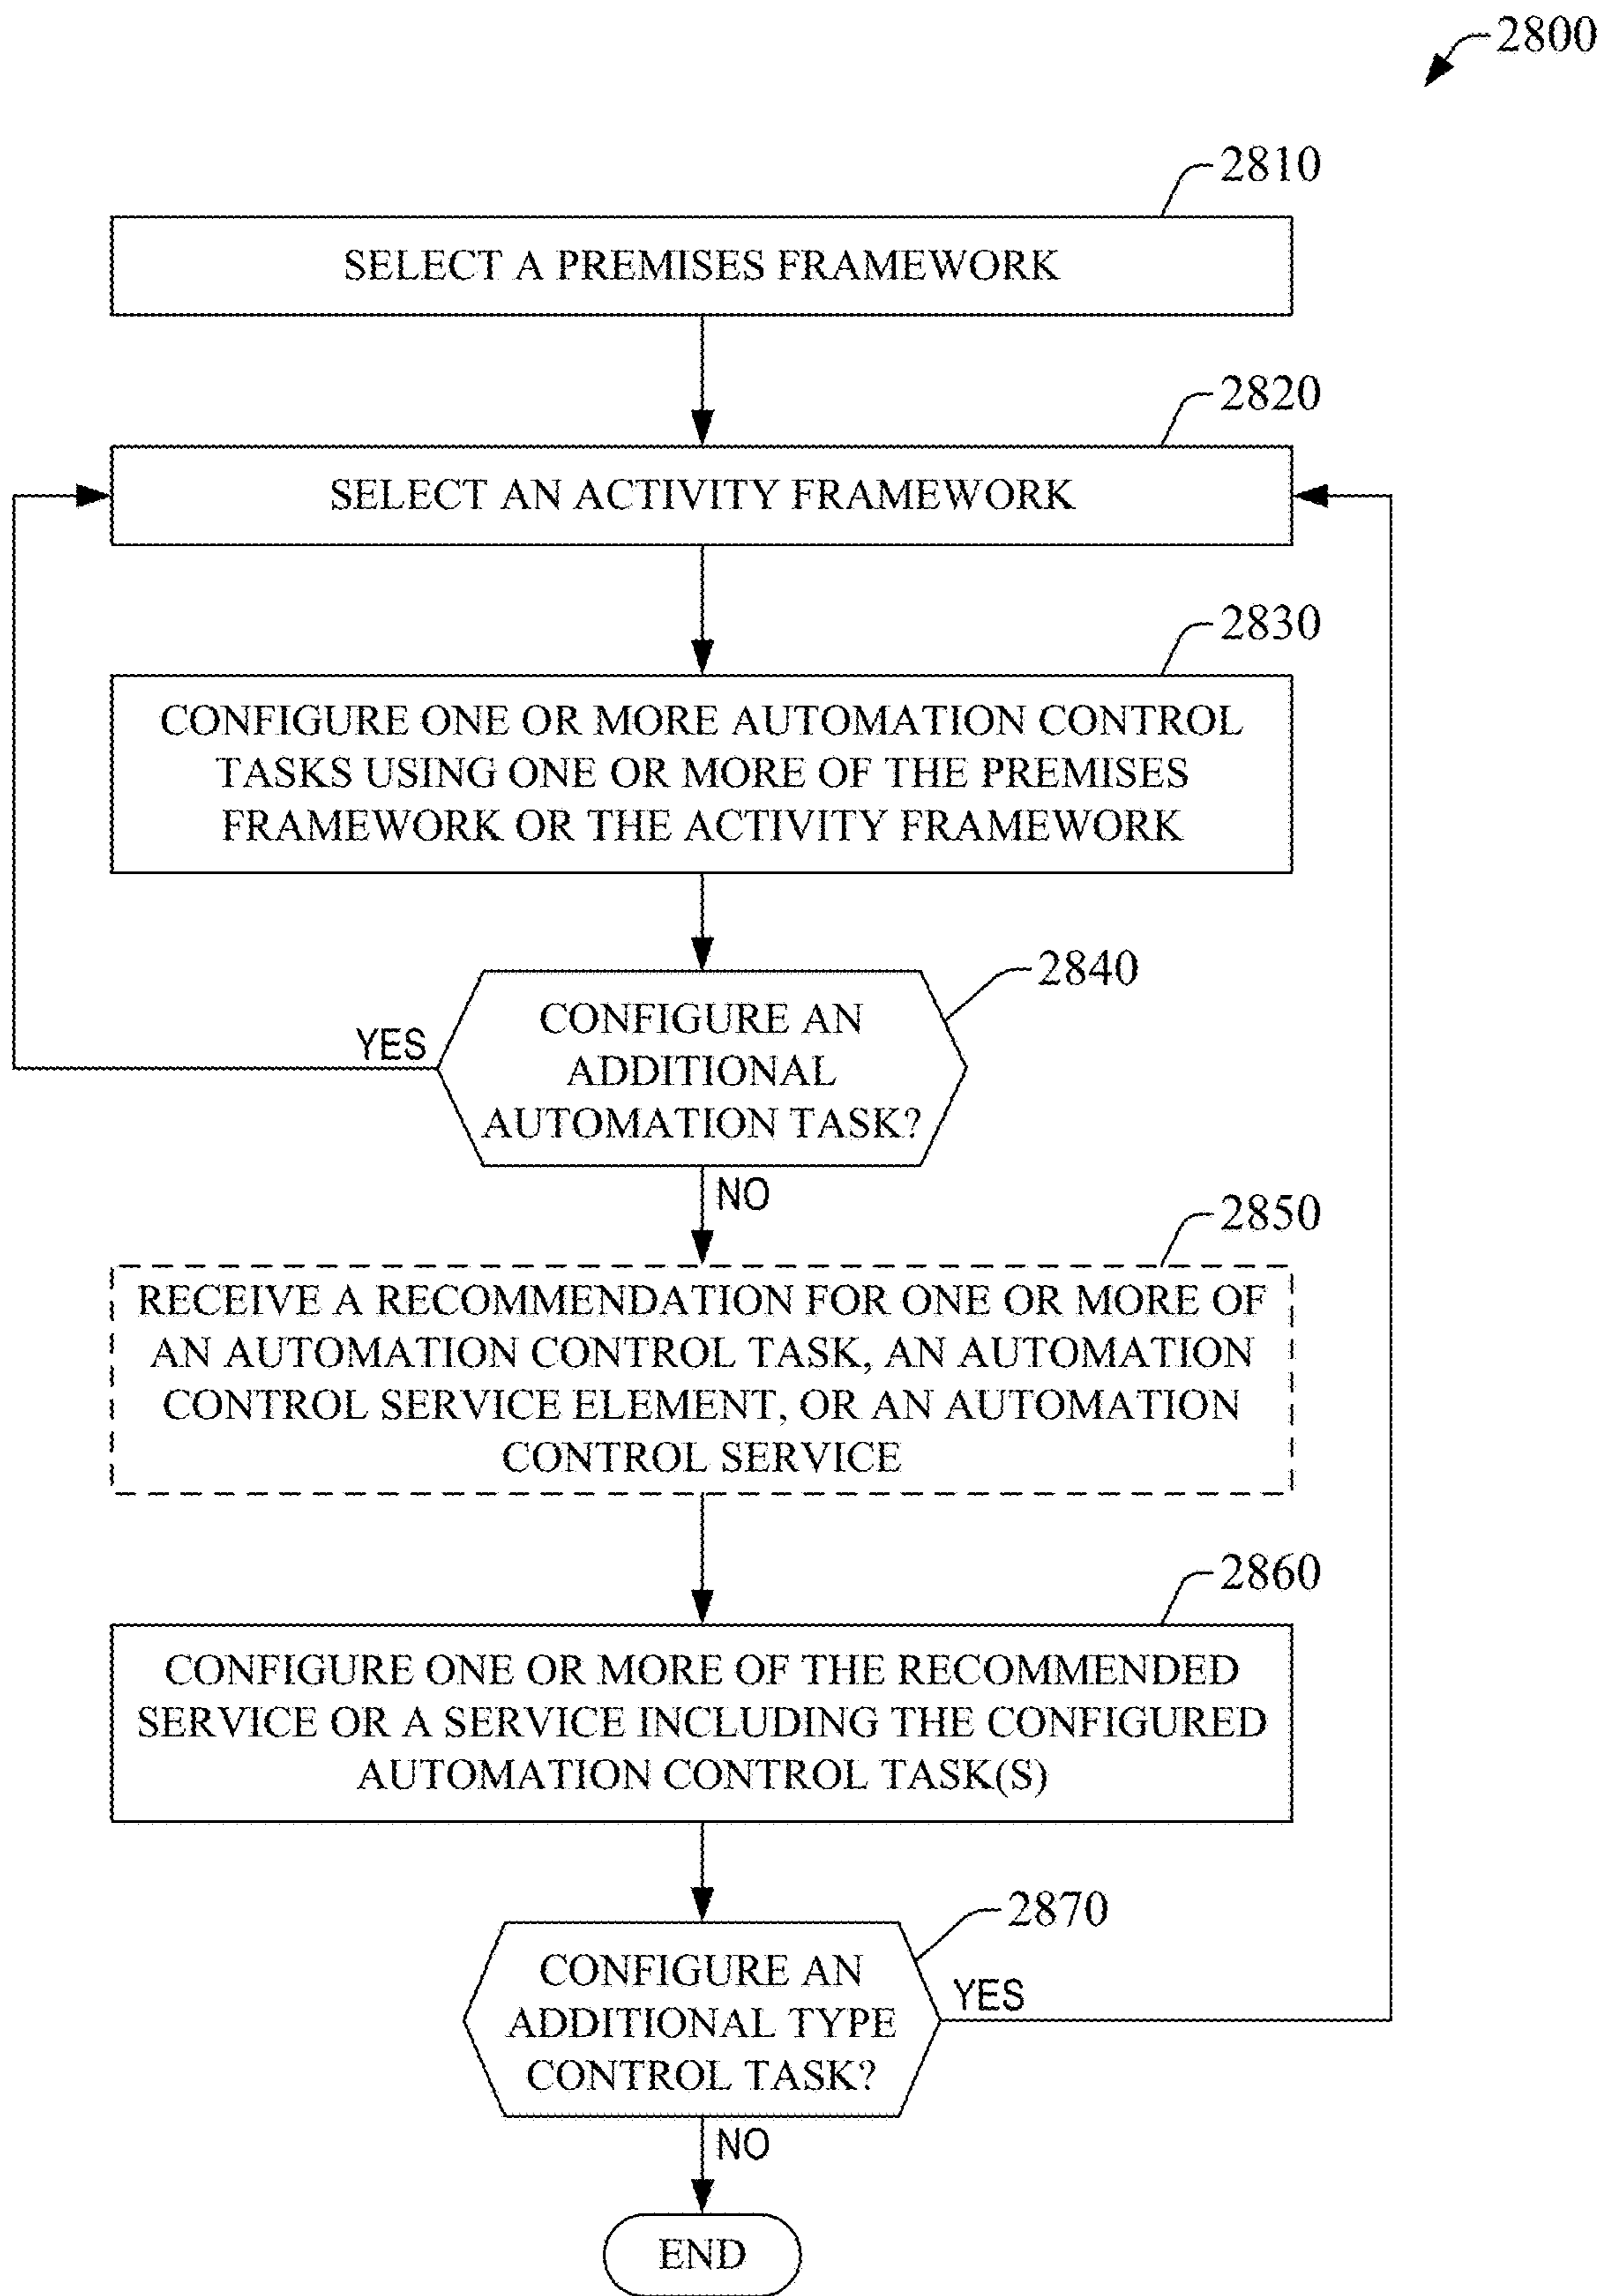 2800
2810
SELECT A PREMISES FRAMEWORK
2820
SELECT AN ACTIVITY FRAMEWORK
2830
CONFIGURE ONE OR MORE AUTOMATION CONTROL
TASKS USING ONE OR MORE OF THE PREMISES
FRAMEWORK OR THE ACTIVITY FRAMEWORK
2840
CONFIGURE AN
ADDITIONAL
AUTOMATION TASK?
YES
NO
2850
RECEIVE A RECOMMENDATION FOR ONE OR MORE OF
AN AUTOMATION CONTROL TASK, AN AUTOMATION
CONTROL SERVICE ELEMENT, OR AN AUTOMATION
CONTROL SERVICE
2860
CONFIGURE ONE OR MORE OF THE RECOMMENDED
SERVICE OR A SERVICE INCLUDING THE CONFIGURED
AUTOMATION CONTROL TASK(S)
2870
CONFIGURE AN
ADDITIONAL TYPE
CONTROL TASK?
YES
NO
END